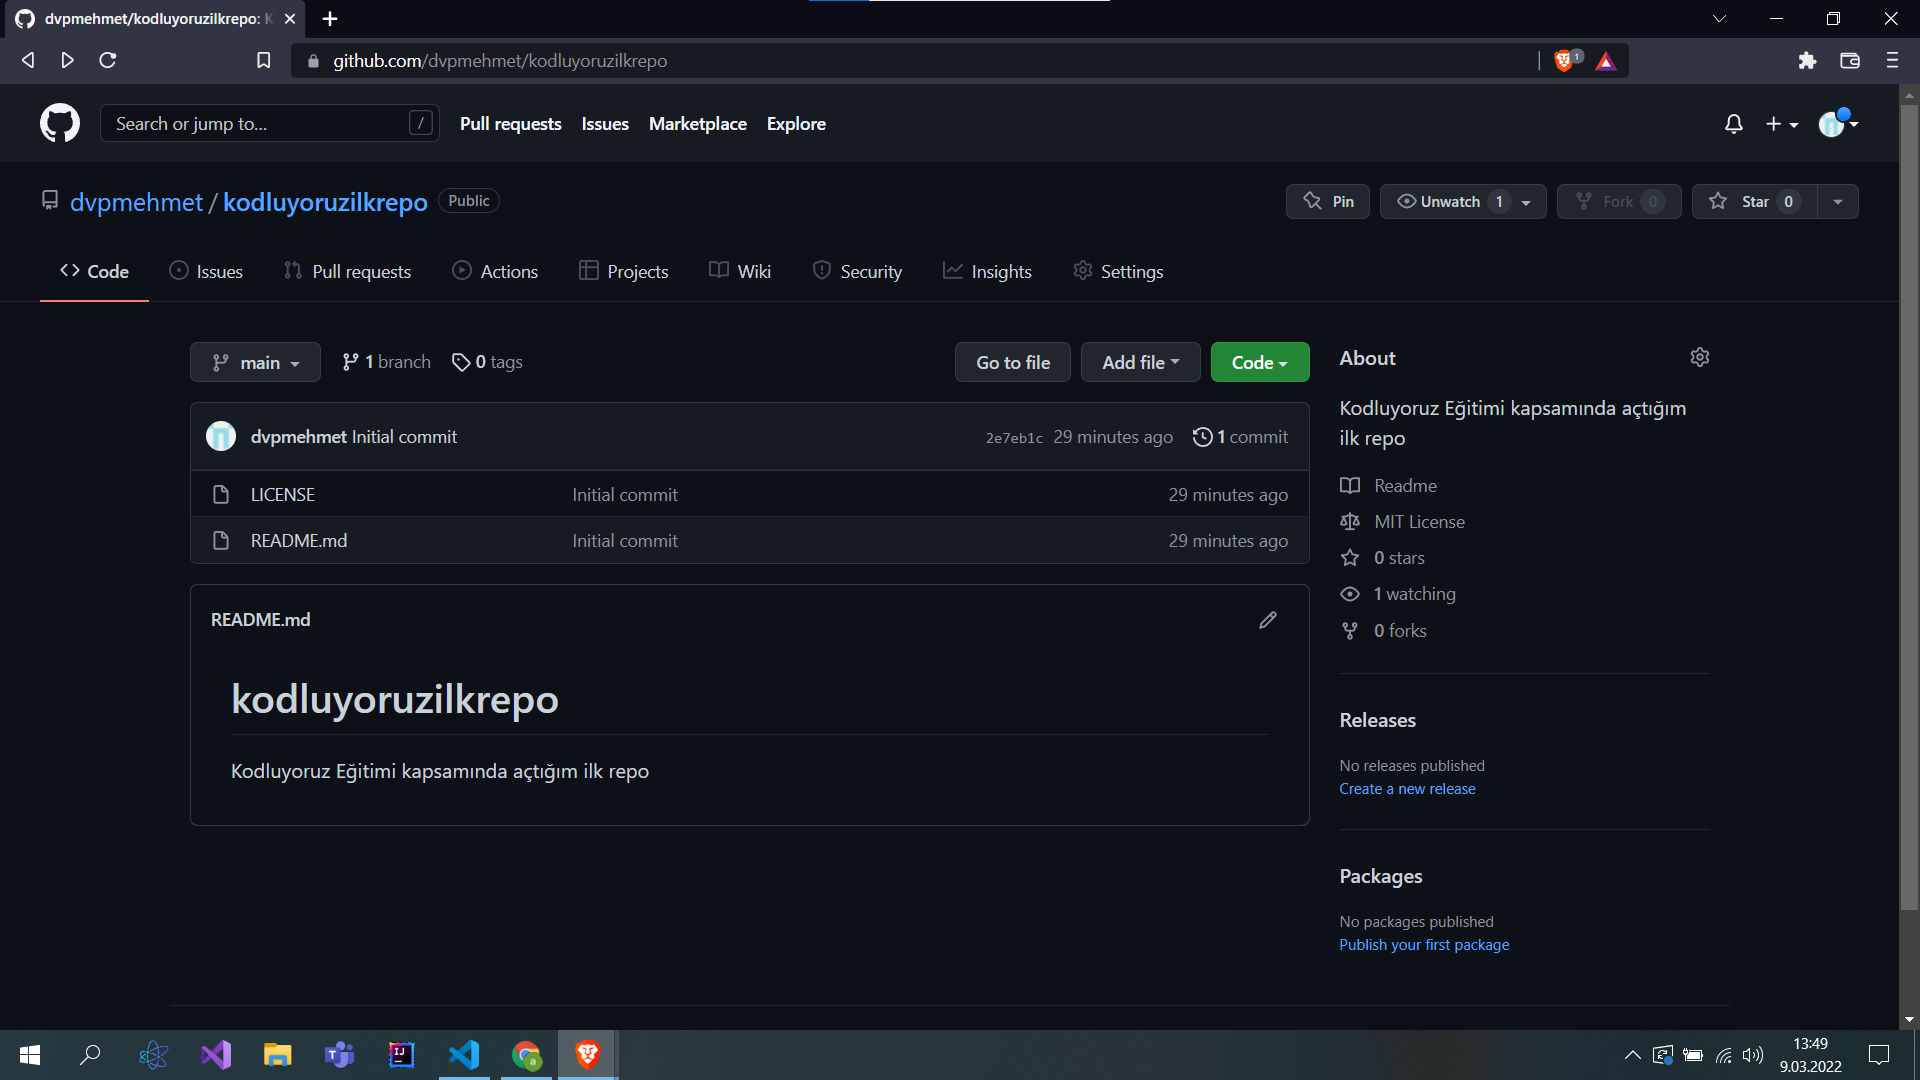 dvpmehmet/kodluyoruzilkrepo: K
github.com/dvpmehmet/kodluyoruzilkrepo
1
Search or jump to...
/
Pull requests
Issues
Marketplace
Explore
dvpmehmet / kodluyoruzilkrepo
Public
Pin
Unwatch 1
Fork 0
Star 0
Code
Issues
Pull requests
Actions
Projects
Wiki
Security
Insights
Settings
main
1 branch
0 tags
Go to file
Add file
Code
dvpmehmet Initial commit
2e7eb1c 29 minutes ago
1 commit
LICENSE Initial commit 29 minutes ago
README.md Initial commit 29 minutes ago
README.md
kodluyoruzilkrepo
Kodluyoruz Eğitimi kapsamında açtığım ilk repo
About
Kodluyoruz Eğitimi kapsamında açtığım
ilk repo
Readme
MIT License
0 stars
1 watching
0 forks
Releases
No releases published
Create a new release
Packages
No packages published
Publish your first package
T
IJ
a
13:49
9.03.2022